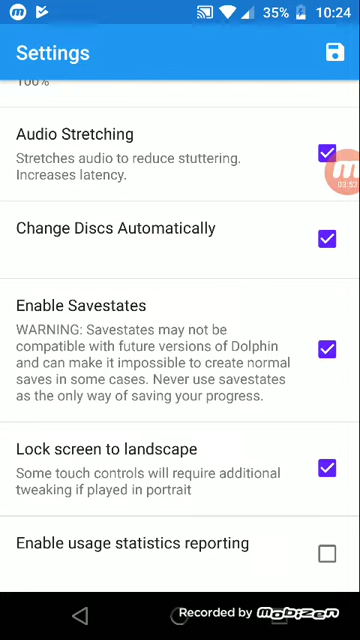 35% 10:24
Settings
100%
Audio Stretching
Stretches audio to reduce stuttering.
Increases latency.
03:53
Change Discs Automatically
Enable Savestates
WARNING: Savestates may not be
compatible with future versions of Dolphin
and can make it impossible to create normal
saves in some cases. Never use savestates
as the only way of saving your progress.
Lock screen to landscape
Some touch controls will require additional
tweaking if played in portrait
Enable usage statistics reporting
Recorded by Mobizen